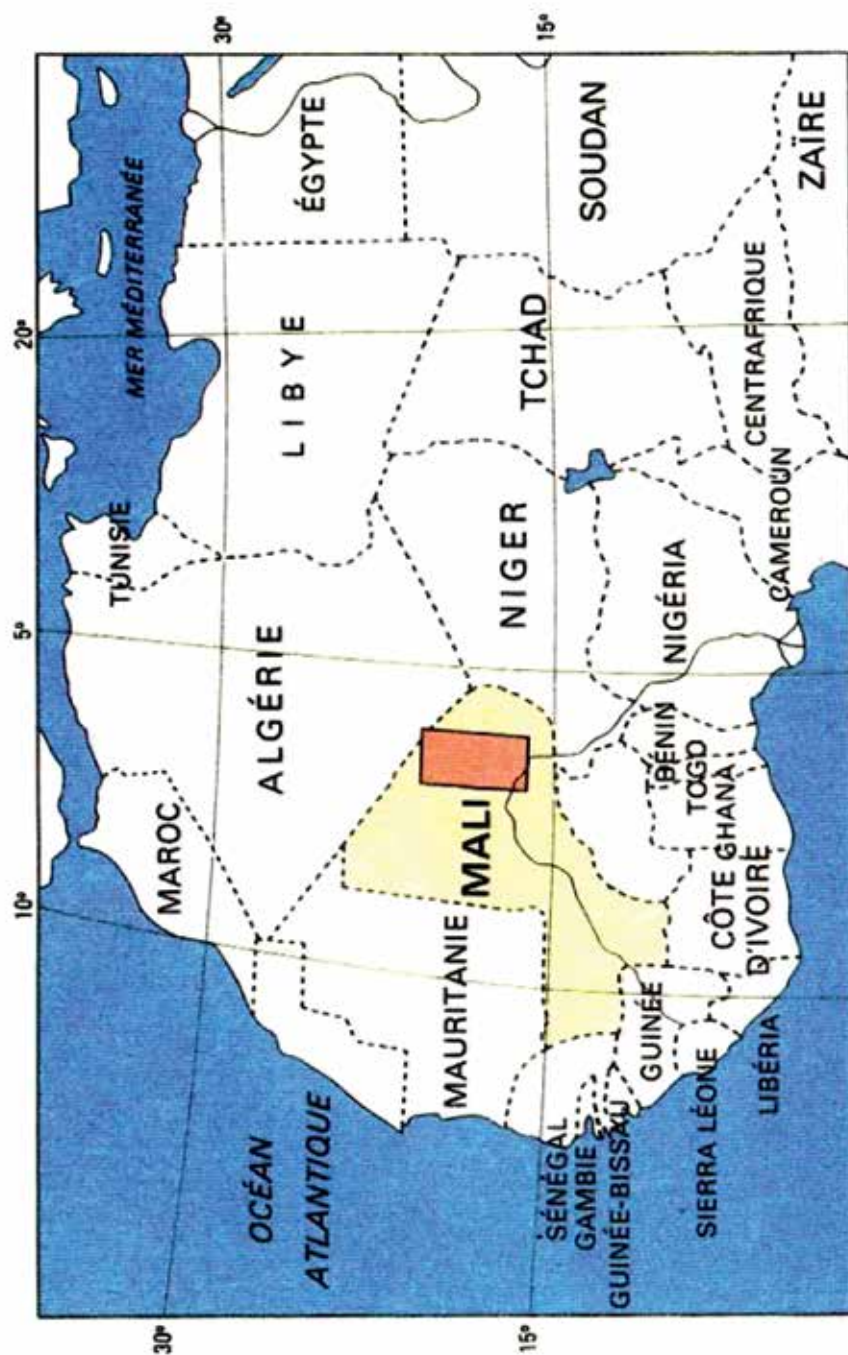 10°
5°
20°
30°
30°
15°
15°
MER MÉDITERRANÉE
OCÉAN
ATLANTIQUE
MAROC
TUNISIE
ALGÉRIE
LIBYE
ÉGYPTE
MAURITANIE
MALI
NIGER
TCHAD
SOUDAN
SÉNÉGAL
GAMBIE
GUINÉE-BISSAU
GUINÉE
SIERRA LÉONE
LIBÉRIA
CÔTE
D'IVOIRE
GHANA
TOGO
BÉNIN
NIGÉRIA
CAMEROUN
CENTRAFRIQUE
ZAÏRE